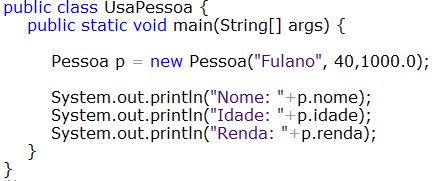 public class UsaPessoa {
public static void main(String[] args) {
Pessoa p = new Pessoa("Fulano", 40,1000.0);
System.out.println("Nome: "+p.nome);
System.out.println("Idade: "+p.idade);
System.out.println("Renda: "+p.renda);
}
}